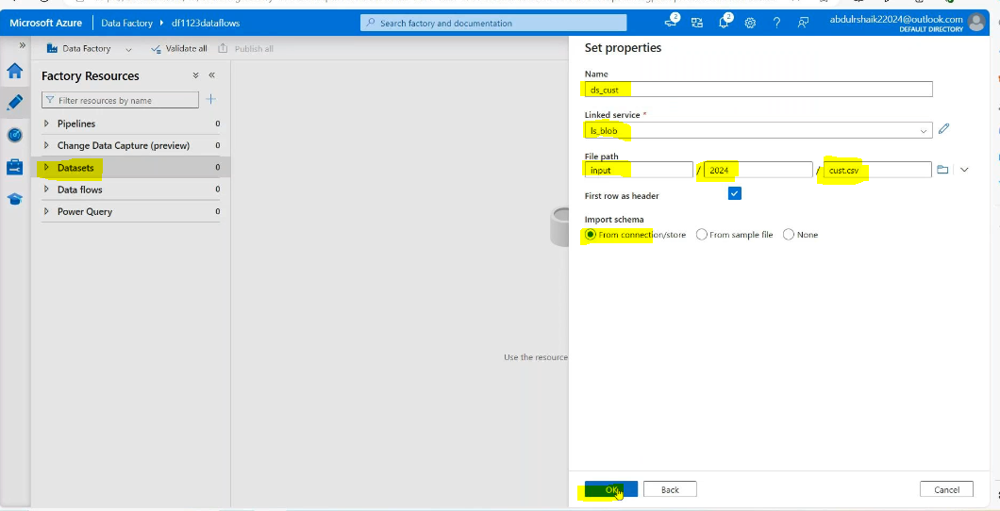 Microsoft Azure
Data Factory
df1123dataflows
Search factory and documentation
2
2
abdulrshaik22024@outlook.com
DEFAULT DIRECTORY
Data Factory
Validate all
Publish all
Factory Resources
Filter resources by name
Pipelines 0
Change Data Capture (preview) 0
Datasets 0
Data flows 0
Power Query 0
Use the resource
Set properties
Name
ds_cust
Linked service *
ls_blob
File path
input / 2024 / cust.csv
First row as header
Import schema
From connection/store From sample file None
OK Back Cancel